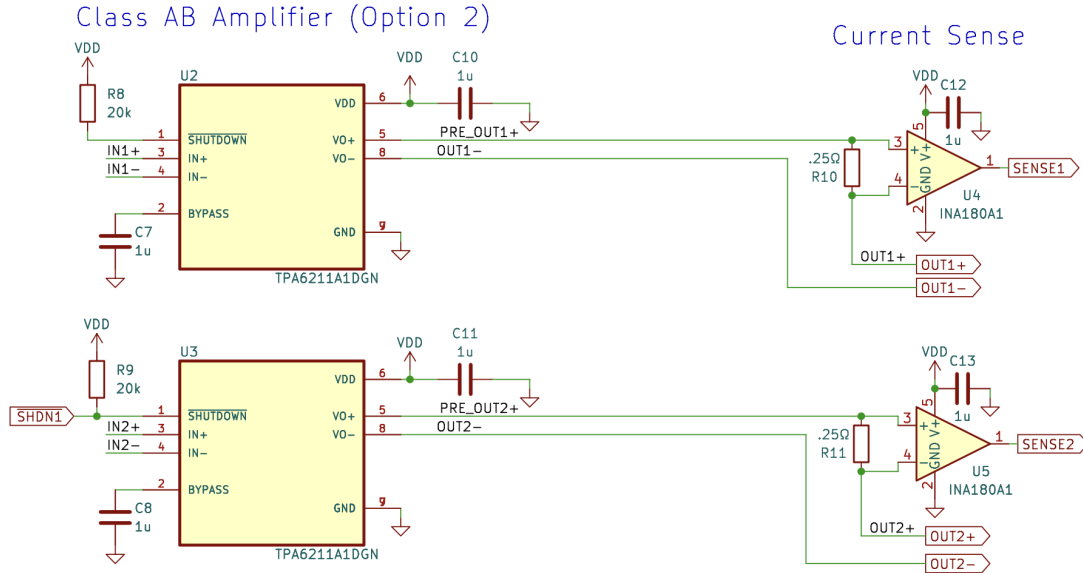 Class AB Amplifier (Option 2)
Current Sense
VDD
R8
20k
U2
1 SHUTDOWN
IN1+ 3 IN+
IN1- 4 IN-
2 BYPASS
C7
1u
VDD 6
VO+ 5
VO- 8
GND
TPA6211A1DGN
VDD
C10
1u
PRE_OUT1+
OUT1-
.25Ω
R10
VDD
C12
1u
5
3 +
4 -
GND V+
2
1
SENSE1
U4
INA180A1
OUT1+
OUT1+
OUT1-
VDD
R9
20k
SHDN1
U3
1 SHUTDOWN
IN2+ 3 IN+
IN2- 4 IN-
2 BYPASS
C8
1u
VDD 6
VO+ 5
VO- 8
GND
TPA6211A1DGN
VDD
C11
1u
PRE_OUT2+
OUT2-
.25Ω
R11
VDD
C13
1u
5
3 +
4 -
GND V+
2
1
SENSE2
U5
INA180A1
OUT2+
OUT2+
OUT2-